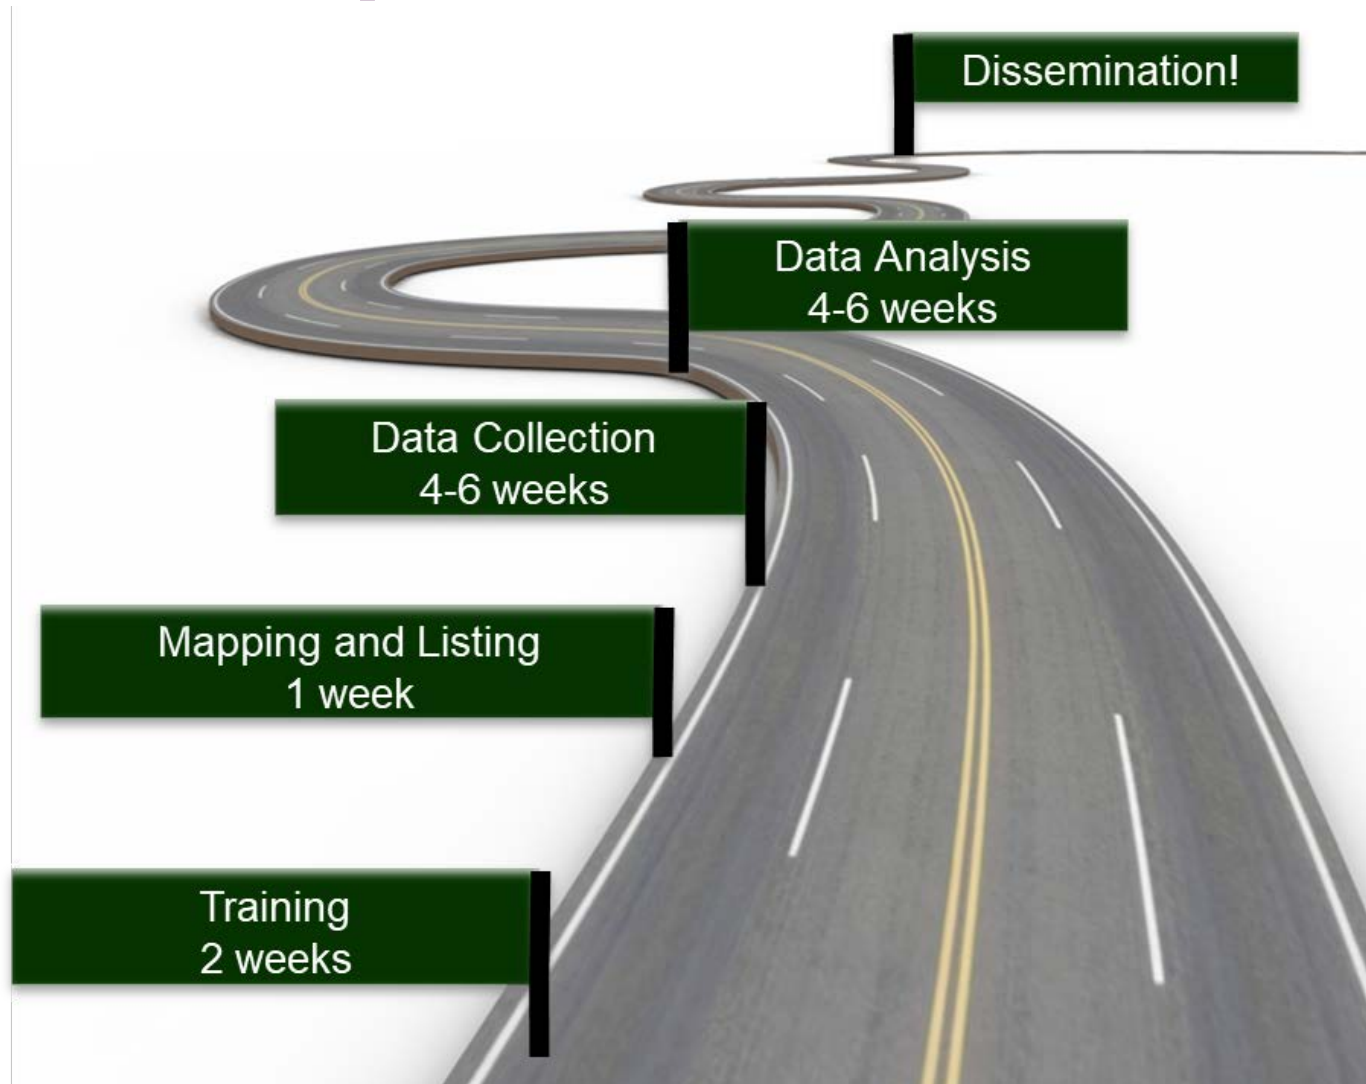 Dissemination!
Data Analysis
4-6 weeks
Data Collection
4-6 weeks
Mapping and Listing
1 week
Training
2 weeks